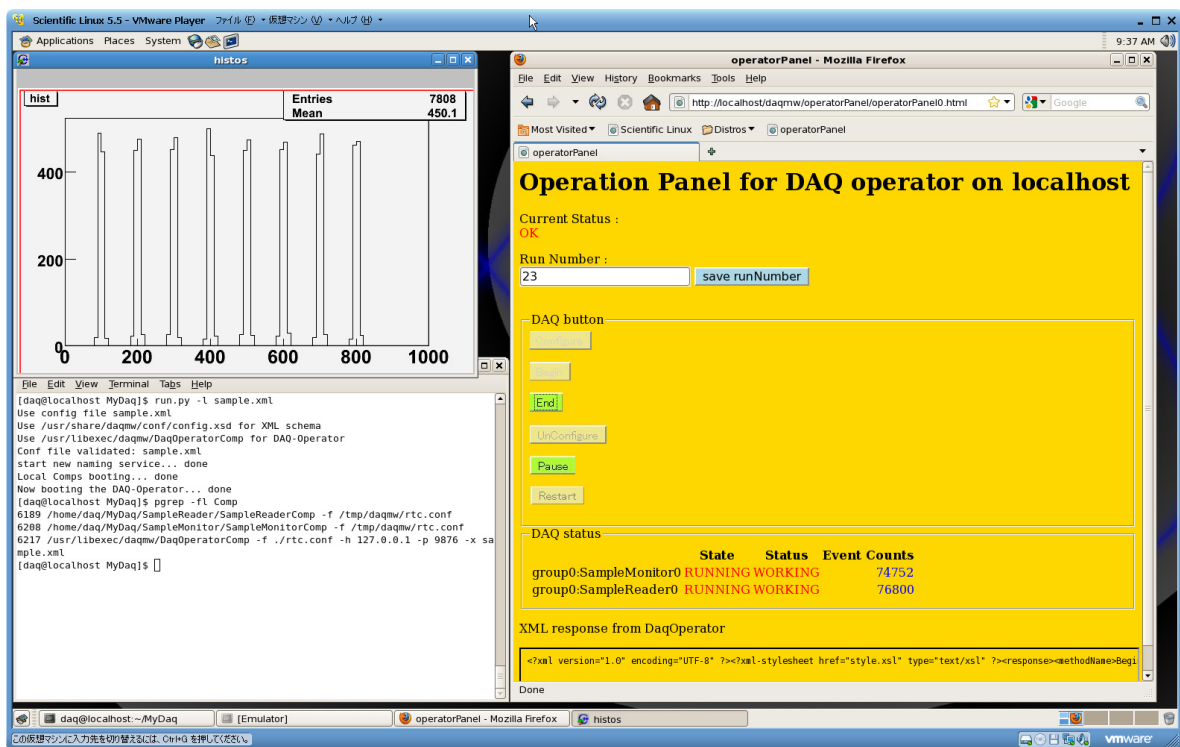 Scientific Linux 5.5 - VMware Player ファイル (F) ・ 仮想マシン (V) ・ ヘルプ (H) ・
Applications Places System 9:37 AM
histos
hist
Entries 7808
Mean 450.1
400
200
0
0 200 400 600 800 1000
File Edit View Terminal Tabs Help
[daq@localhost MyDaq]$ run.py -l sample.xml
Use config file sample.xml
Use /usr/share/daqmw/conf/config.xsd for XML schema
Use /usr/libexec/daqmw/DaqOperatorComp for DAQ-Operator
Conf file validated: sample.xml
start new naming service... done
Local Comps booting... done
Now booting the DAQ-Operator... done
[daq@localhost MyDaq]$ pgrep -fl Comp
6189 /home/daq/MyDaq/SampleReader/SampleReaderComp -f /tmp/daqmw/rtc.conf
6208 /home/daq/MyDaq/SampleMonitor/SampleMonitorComp -f /tmp/daqmw/rtc.conf
6217 /usr/libexec/daqmw/DaqOperatorComp -f ./rtc.conf -h 127.0.0.1 -p 9876 -x sa
mple.xml
[daq@localhost MyDaq]$
operatorPanel - Mozilla Firefox
File Edit View History Bookmarks Tools Help
http://localhost/daqmw/operatorPanel/operatorPanel0.html Google
Most Visited Scientific Linux Distros operatorPanel
operatorPanel
Operation Panel for DAQ operator on localhost
Current Status :
OK
Run Number :
23 save runNumber
DAQ button
Configure
Begin
End
UnConfigure
Pause
Restart
DAQ status
State Status Event Counts
group0:SampleMonitor0 RUNNING WORKING 74752
group0:SampleReader0 RUNNING WORKING 76800
XML response from DaqOperator
<?xml version="1.0" encoding="UTF-8" ?><?xml-stylesheet href="style.xsl" type="text/xsl" ?><response><methodName>Begi
Done
daq@localhost:~/MyDaq [Emulator] operatorPanel - Mozilla Firefox histos
この仮想マシンに入力先を切り替えるには、Ctrl+G を押してください。 vmware